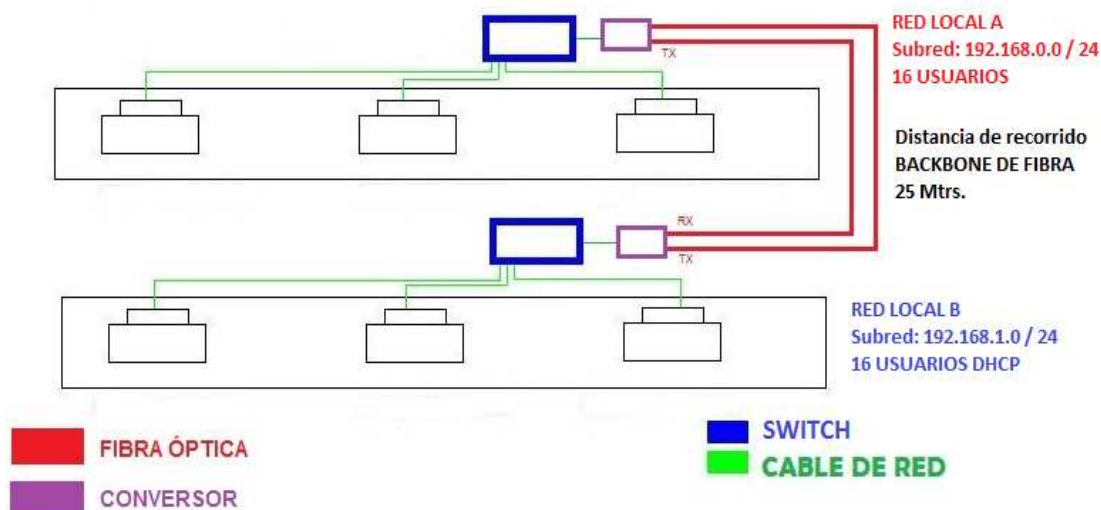 RED LOCAL A
Subred: 192.168.0.0 / 24
16 USUARIOS
TX
Distancia de recorrido
BACKBONE DE FIBRA
25 Mtrs.
RX
TX
RED LOCAL B
Subred: 192.168.1.0 / 24
16 USUARIOS DHCP
FIBRA ÓPTICA
CONVERSOR
SWITCH
CABLE DE RED